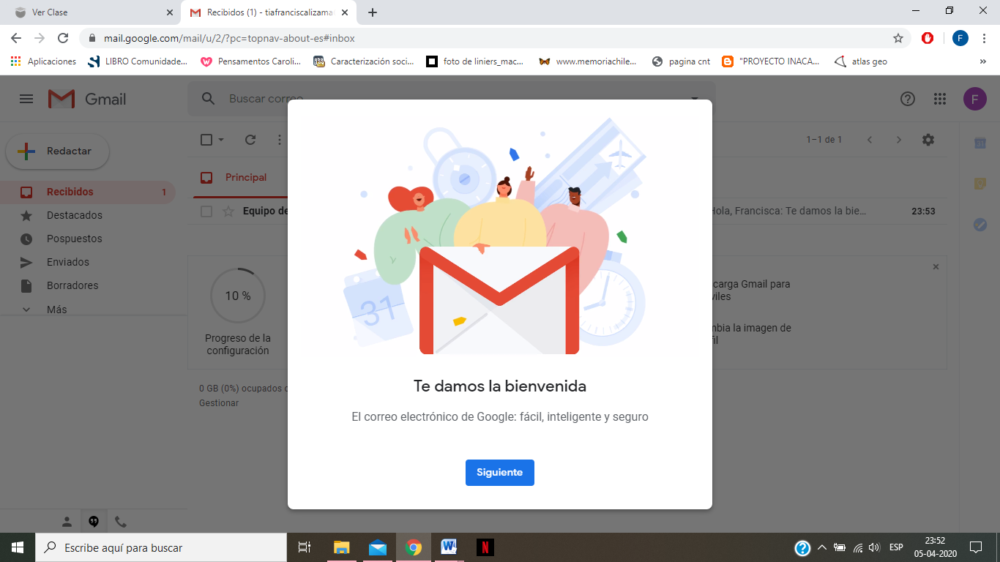 Ver Clase
Recibidos (1) - tiafranciscalizama
mail.google.com/mail/u/2/?pc=topnav-about-es#inbox
F
Aplicaciones
LIBRO Comunidade...
Pensamentos Caroli...
Caracterización soci...
foto de liniers_mac...
www.memoriachile...
pagina cnt
"PROYECTO INACA...
atlas geo
»
Gmail
Buscar correo
F
Redactar
1–1 de 1
Principal
Recibidos 1
Destacados
Pospuestos
Enviados
Borradores
Más
Equipo de
Hola, Francisca: Te damos la bie...
23:53
10 %
Progreso de la
configuración
carga Gmail para
viles
mbia la imagen de
fil
0 GB (0%) ocupados
Gestionar
31
31
Te damos la bienvenida
El correo electrónico de Google: fácil, inteligente y seguro
Siguiente
Escribe aquí para buscar
W
N
ESP
23:52
05-04-2020